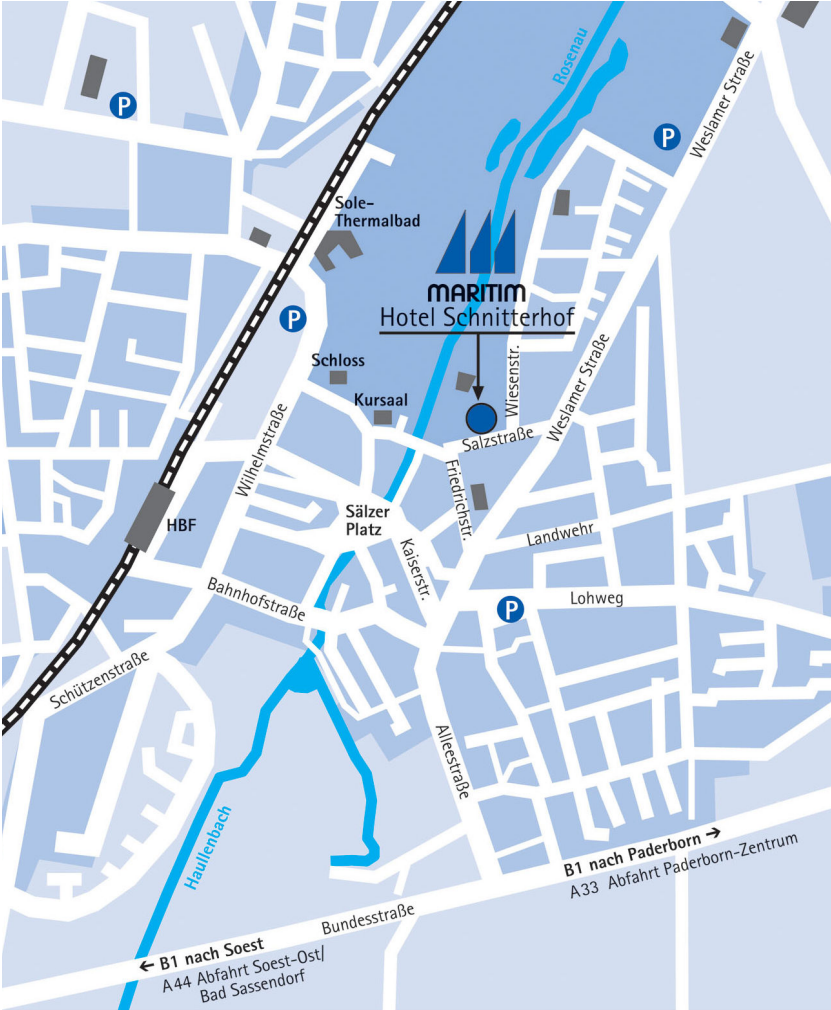 Rosenau
Weslamer Straße
P
P
Sole-
Thermalbad
MARITIM
Hotel Schnitterhof
P
Schloss
Kursaal
Wiesenstr.
Weslamer Straße
Salzstraße
Wilhelmstraße
Friedrichstr.
Sälzer
Platz
HBF
Landwehr
Kaiserstr.
Bahnhofstraße
P
Lohweg
Schützenstraße
Alleestraße
Haullenbach
B1 nach Paderborn →
A33 Abfahrt Paderborn-Zentrum
Bundesstraße
← B1 nach Soest
A44 Abfahrt Soest-Ost/
Bad Sassendorf